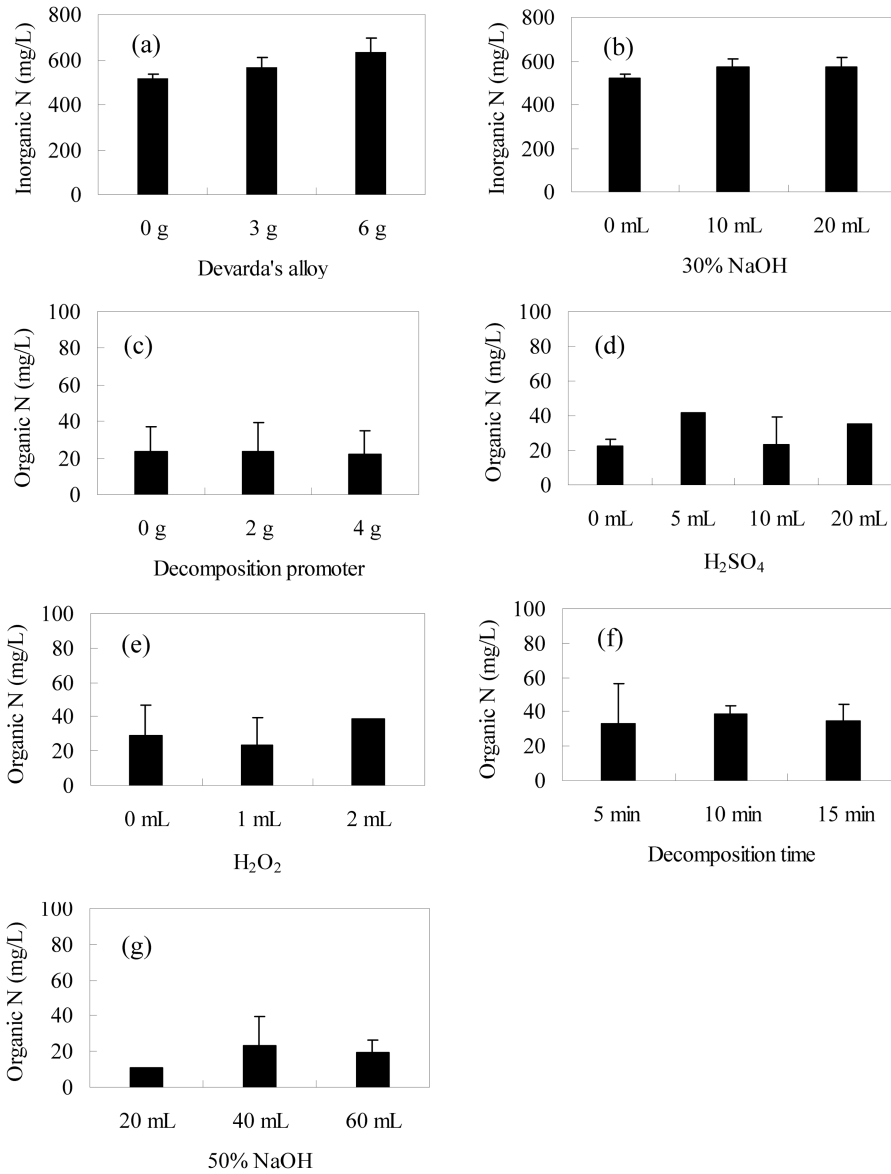 (a)
Inorganic N (mg/L)
800
600
400
200
0
0 g 3 g 6 g
Devarda's alloy
(b)
Inorganic N (mg/L)
800
600
400
200
0
0 mL 10 mL 20 mL
30% NaOH
(c)
Organic N (mg/L)
100
80
60
40
20
0
0 g 2 g 4 g
Decomposition promoter
(d)
Organic N (mg/L)
100
80
60
40
20
0
0 mL 5 mL 10 mL 20 mL
H₂SO₄
(e)
Organic N (mg/L)
100
80
60
40
20
0
0 mL 1 mL 2 mL
H₂O₂
(f)
Organic N (mg/L)
100
80
60
40
20
0
5 min 10 min 15 min
Decomposition time
(g)
Organic N (mg/L)
100
80
60
40
20
0
20 mL 40 mL 60 mL
50% NaOH